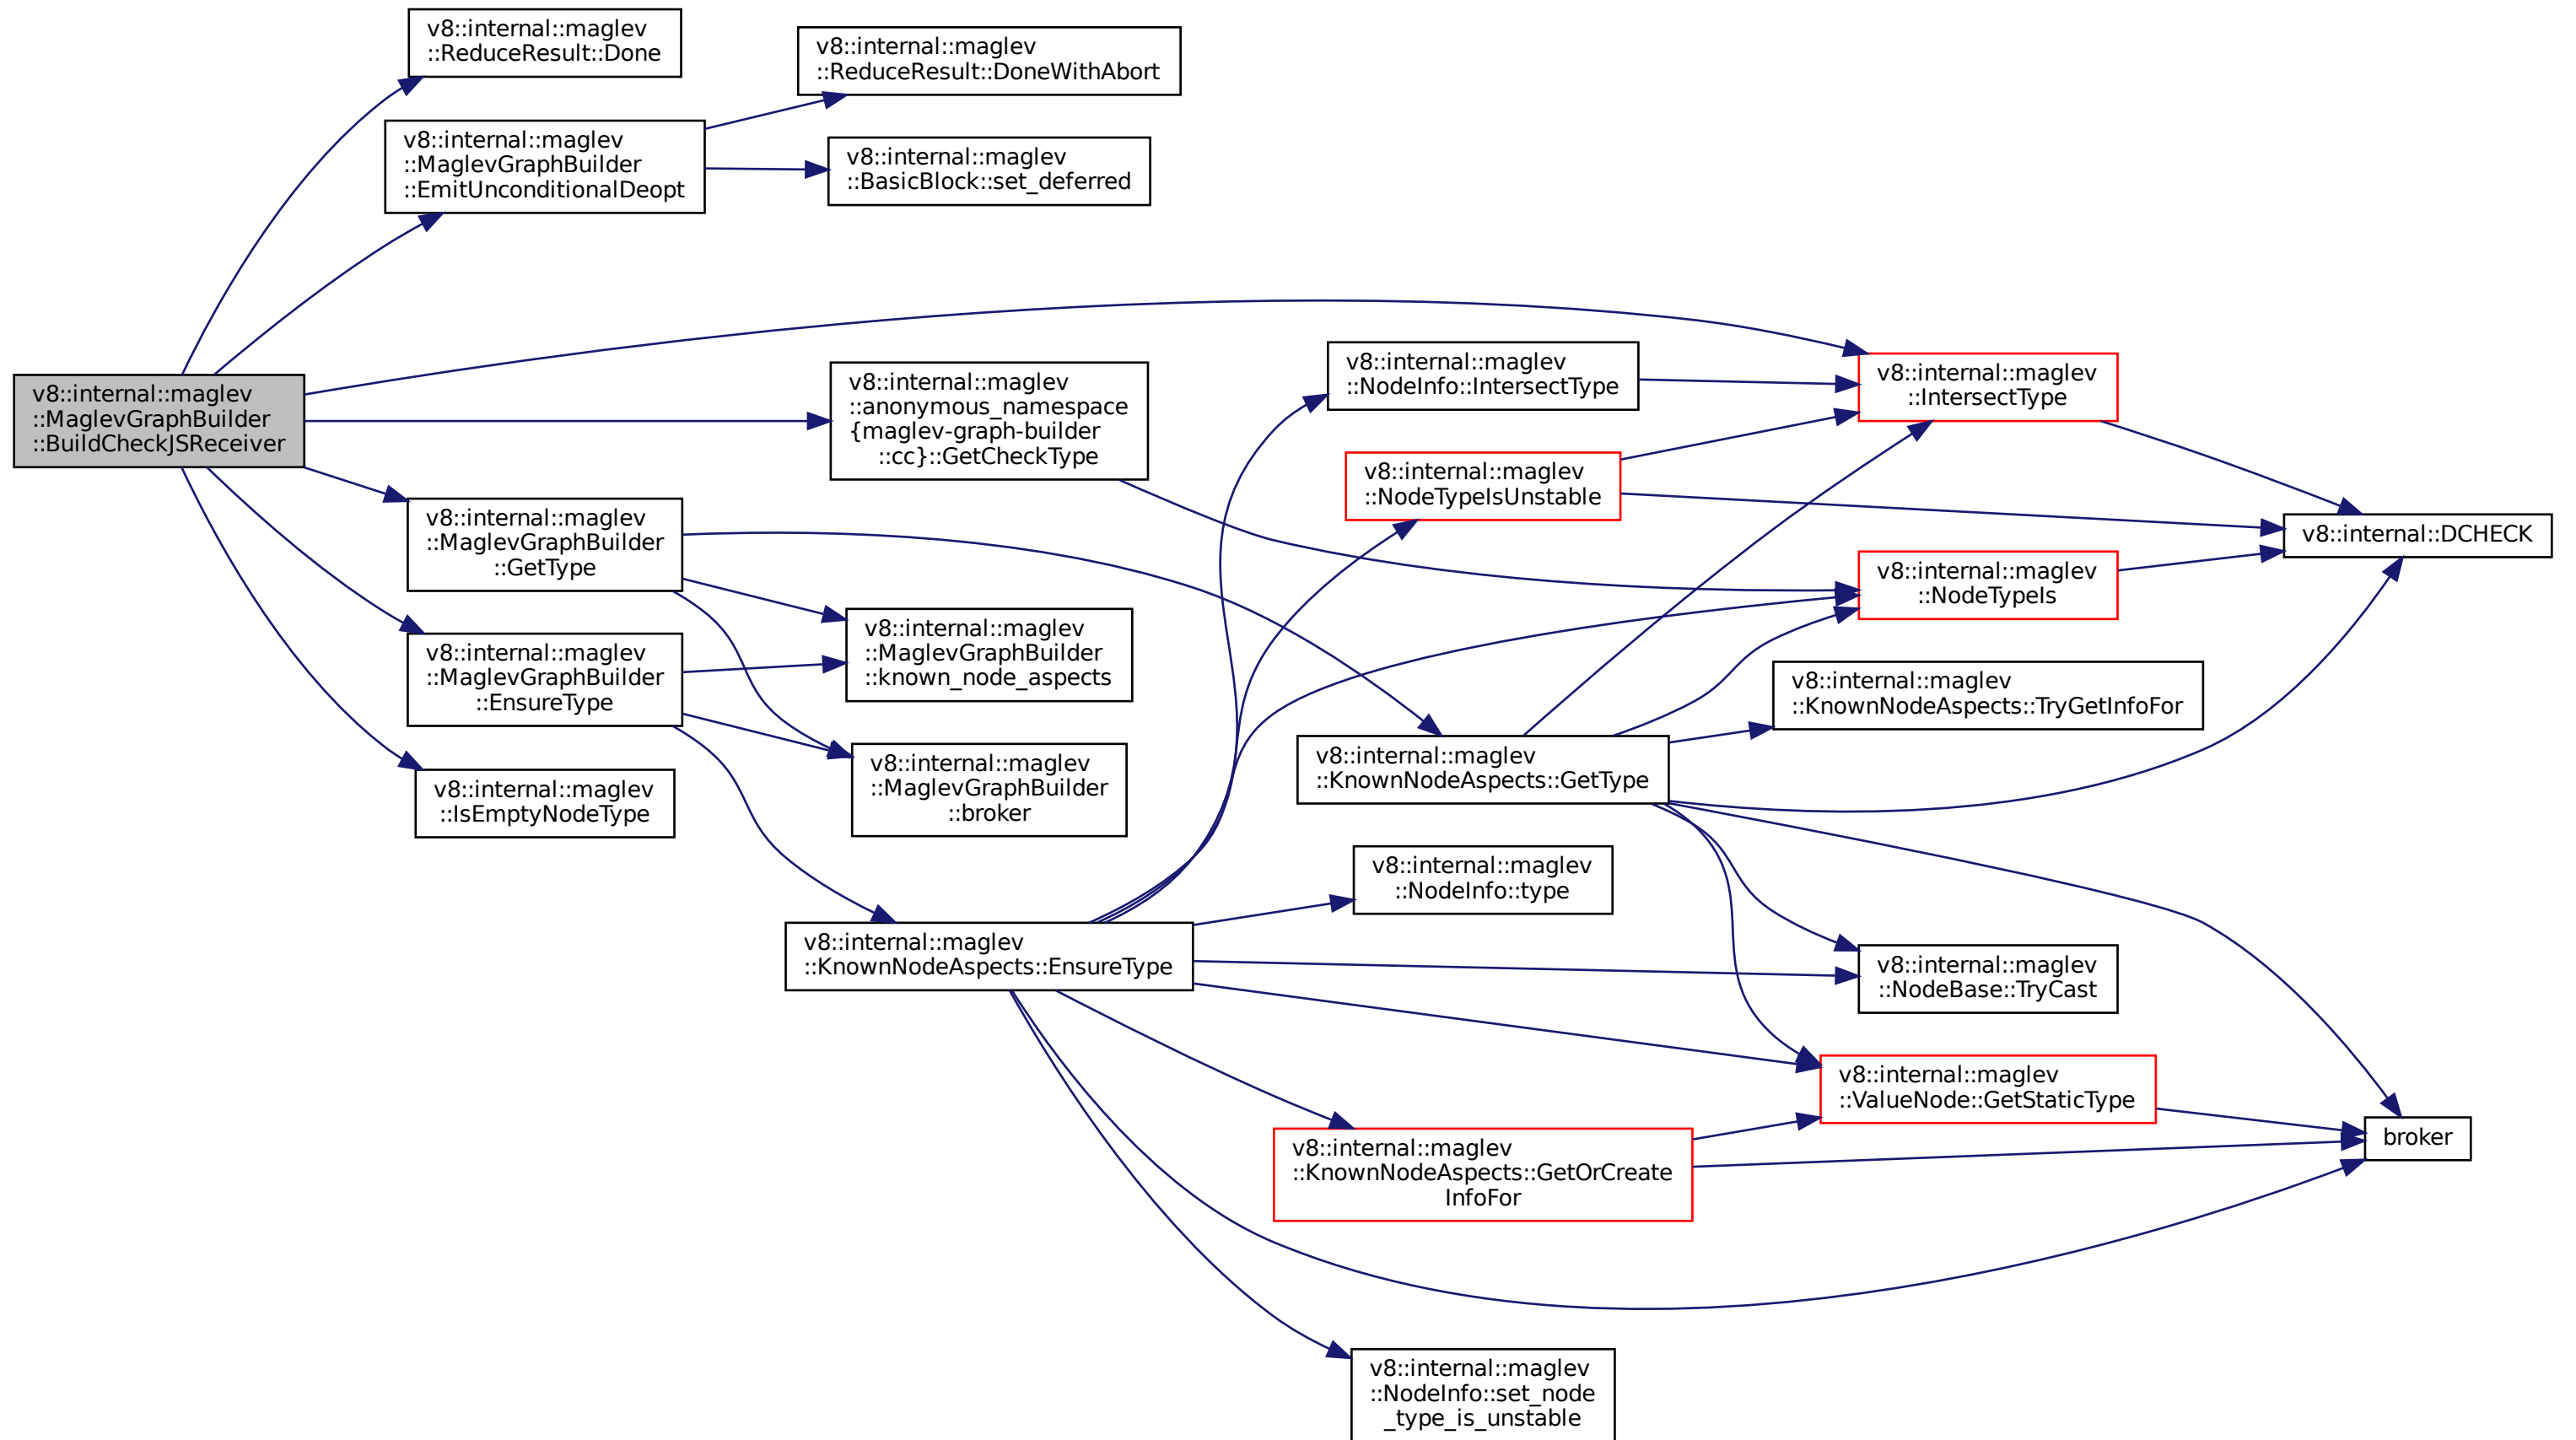 v8::internal::maglev
::ReduceResult::Done
v8::internal::maglev
::ReduceResult::DoneWithAbort
v8::internal::maglev
::MaglevGraphBuilder
::EmitUnconditionalDeopt
v8::internal::maglev
::BasicBlock::set_deferred
v8::internal::maglev
::MaglevGraphBuilder
::BuildCheckJSReceiver
v8::internal::maglev
::anonymous_namespace
{maglev-graph-builder
::cc}::GetCheckType
v8::internal::maglev
::NodeInfo::IntersectType
v8::internal::maglev
::IntersectType
v8::internal::maglev
::NodeTypeIsUnstable
v8::internal::DCHECK
v8::internal::maglev
::MaglevGraphBuilder
::GetType
v8::internal::maglev
::NodeTypeIs
v8::internal::maglev
::MaglevGraphBuilder
::EnsureType
v8::internal::maglev
::MaglevGraphBuilder
::known_node_aspects
v8::internal::maglev
::KnownNodeAspects::TryGetInfoFor
v8::internal::maglev
::KnownNodeAspects::GetType
v8::internal::maglev
::MaglevGraphBuilder
::broker
v8::internal::maglev
::IsEmptyNodeType
v8::internal::maglev
::NodeInfo::type
v8::internal::maglev
::KnownNodeAspects::EnsureType
v8::internal::maglev
::NodeBase::TryCast
v8::internal::maglev
::ValueNode::GetStaticType
broker
v8::internal::maglev
::KnownNodeAspects::GetOrCreate
InfoFor
v8::internal::maglev
::NodeInfo::set_node
_type_is_unstable